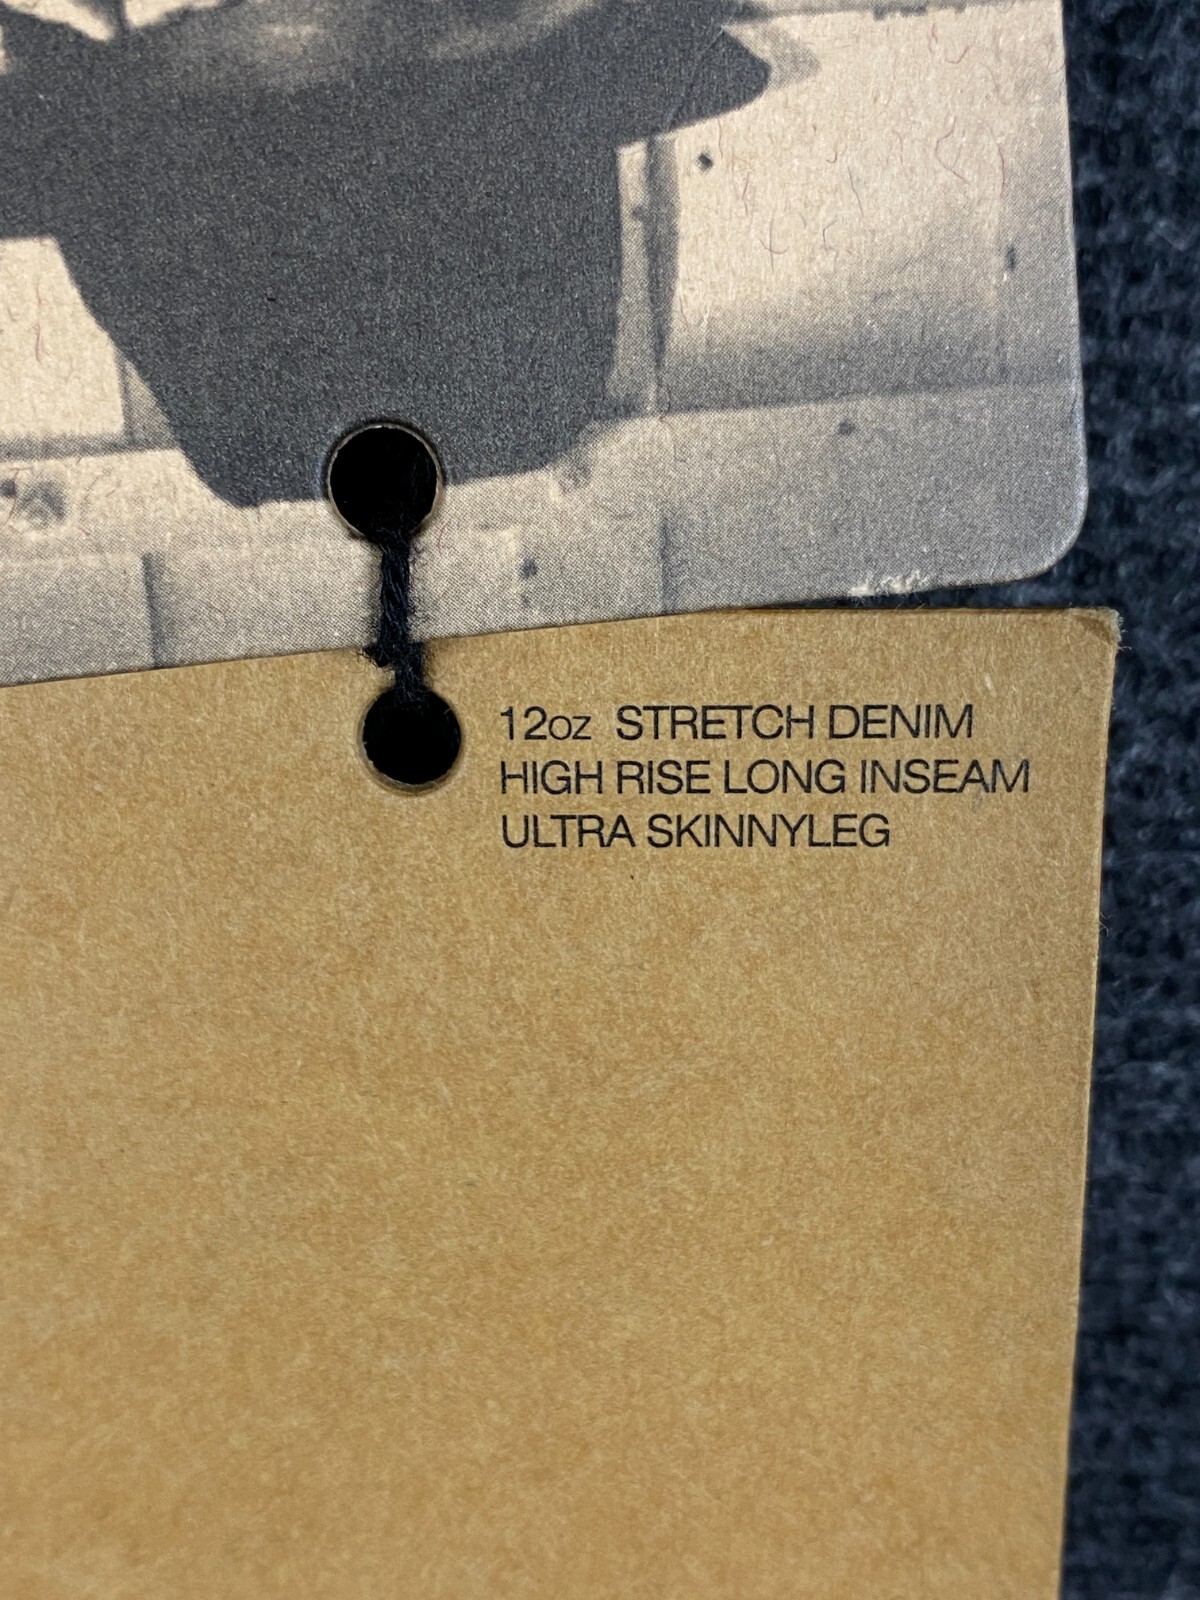 12oz STRETCH DENIM
HIGH RISE LONG INSEAM
ULTRA SKINNYLEG